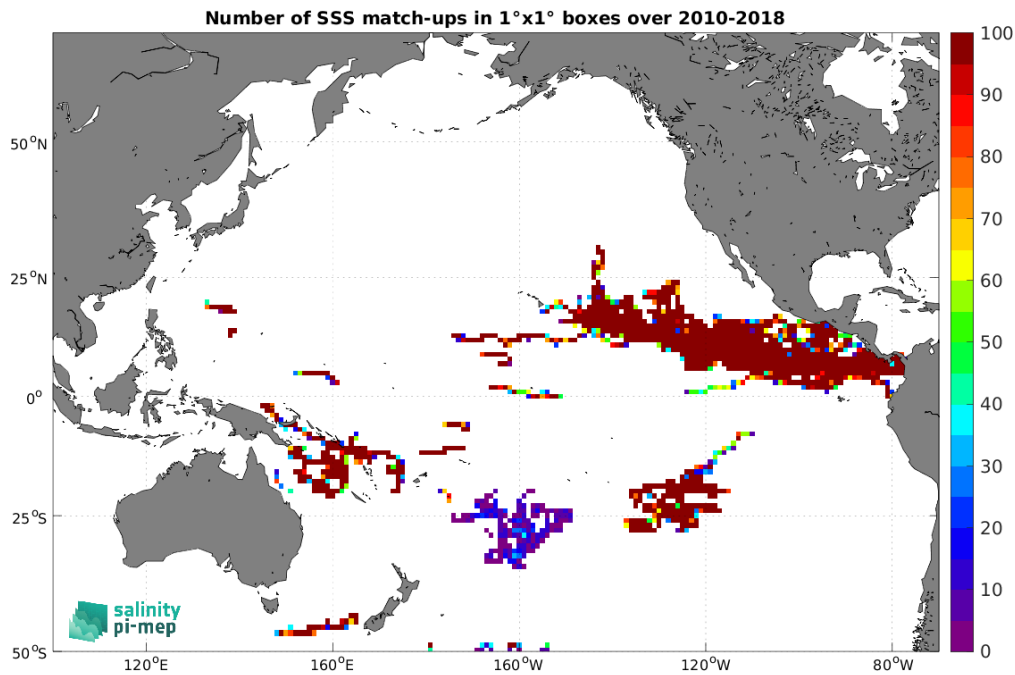 Number of SSS match-ups in 1°x1° boxes over 2010-2018
50°N
25°N
0°
25°S
50°S
120°E
160°E
160°W
120°W
80°W
100
90
80
70
60
50
40
30
20
10
0
salinity
pi-mep